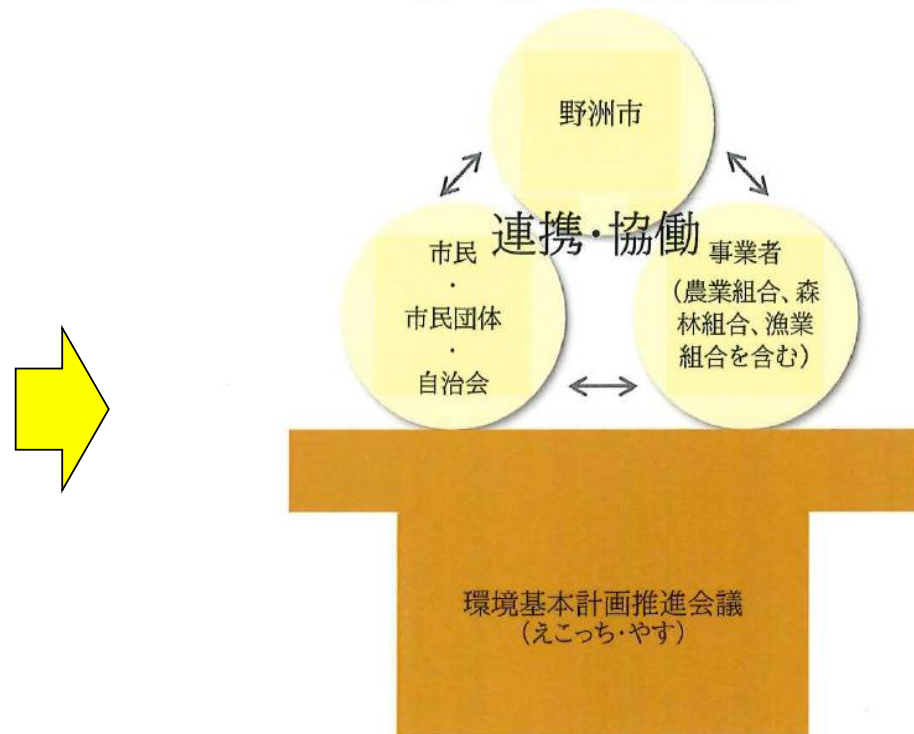 野洲市
連携・協働
市民
・
市民団体
・
自治会
事業者
（農業組合、森
林組合、漁業
組合を含む）
環境基本計画推進会議
（えこっち・やす）